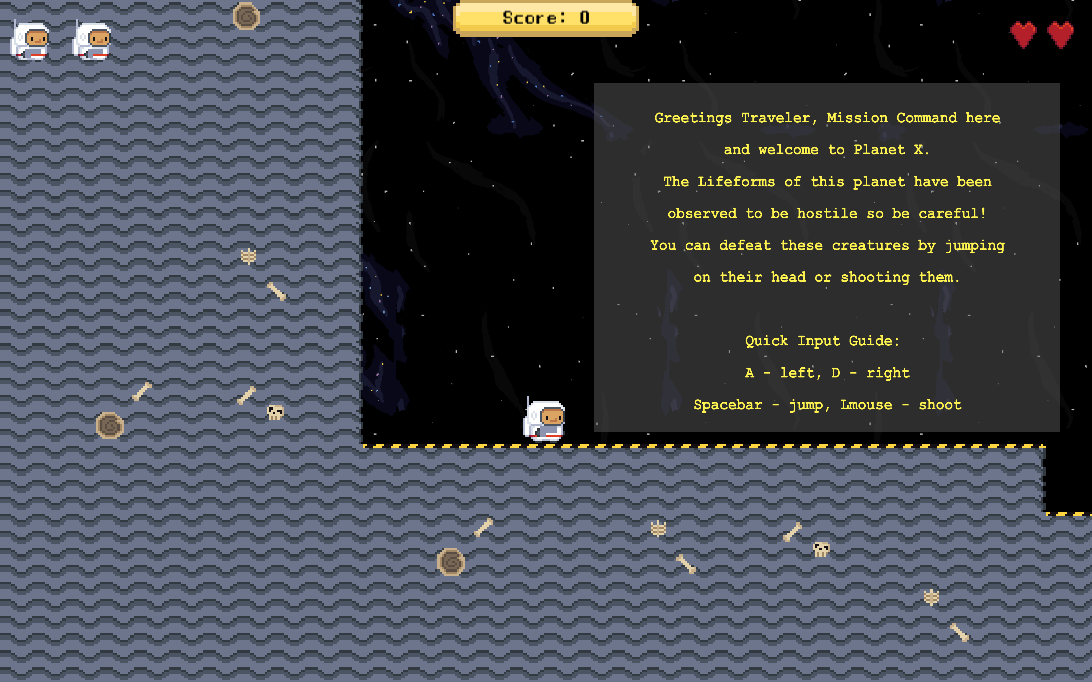 Score: 0
Greetings Traveler, Mission Command here
and welcome to Planet X.
The Lifeforms of this planet have been
observed to be hostile so be careful!
You can defeat these creatures by jumping
on their head or shooting them.
Quick Input Guide:
A - left, D - right
Spacebar - jump, Lmouse - shoot